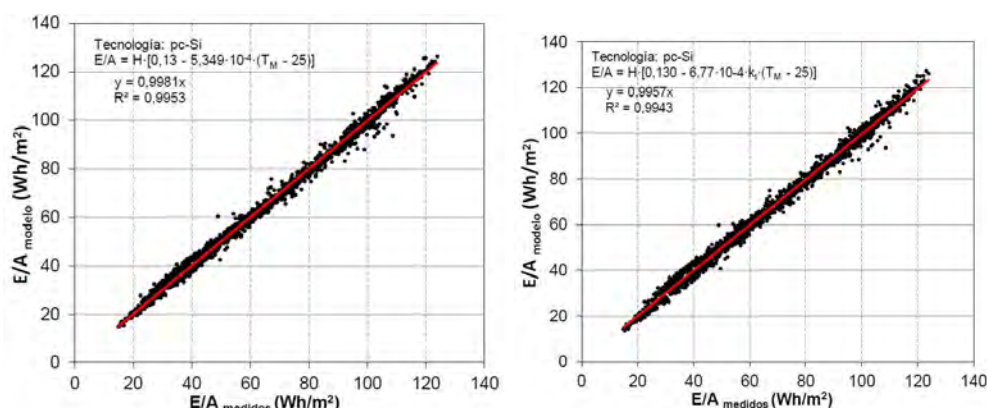 140
120
100
80
60
40
20
0
E/A modelo (Wh/m²)
Tecnología: pc-Si
E/A = H·[0,13 - 5,349·10⁻⁴·(T_M - 25)]
y = 0,9981x
R² = 0,9953
0 20 40 60 80 100 120 140
E/A medidos (Wh/m²)
140
120
100
80
60
40
20
0
E/A modelo (Wh/m²)
Tecnología: pc-Si
E/A = H·[0,130 - 6,77·10-4·k_t·(T_M - 25)]
y = 0,9957x
R² = 0,9943
0 20 40 60 80 100 120 140
E/A medidos (Wh/m²)